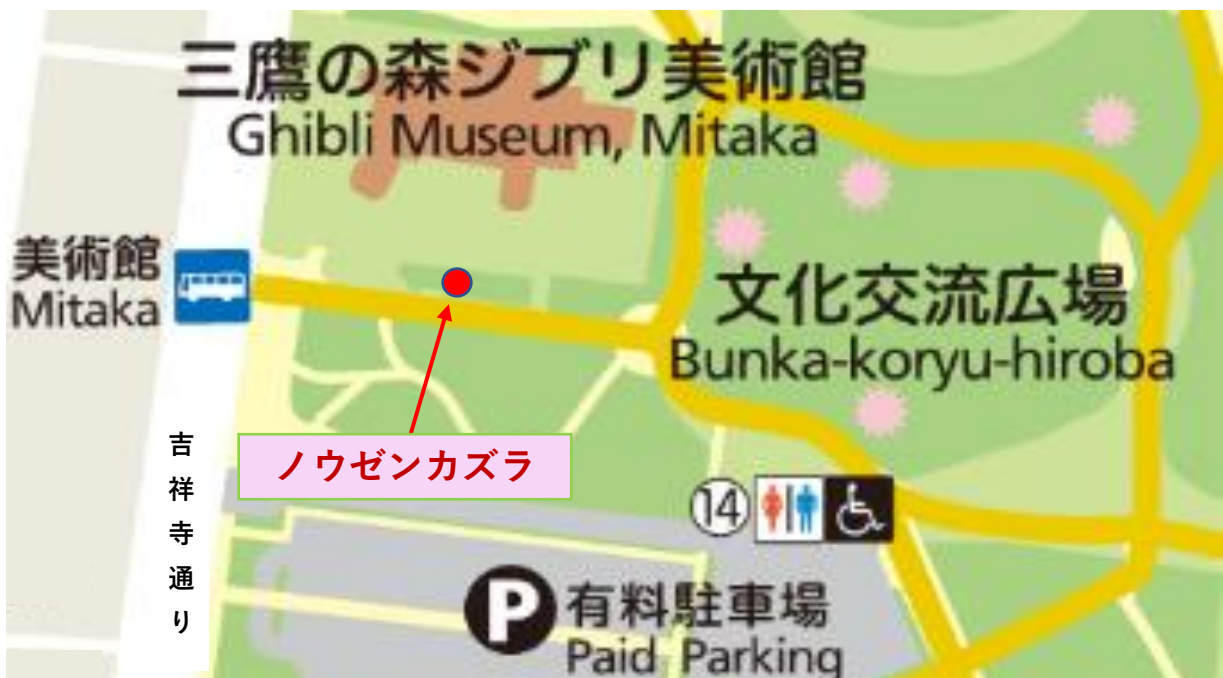 三鷹の森ジブリ美術館
Ghibli Museum, Mitaka
美術館
Mitaka
文化交流広場
Bunka-koryu-hiroba
ノウゼンカズラ
吉祥寺通り
14
P
有料駐車場
Paid Parking